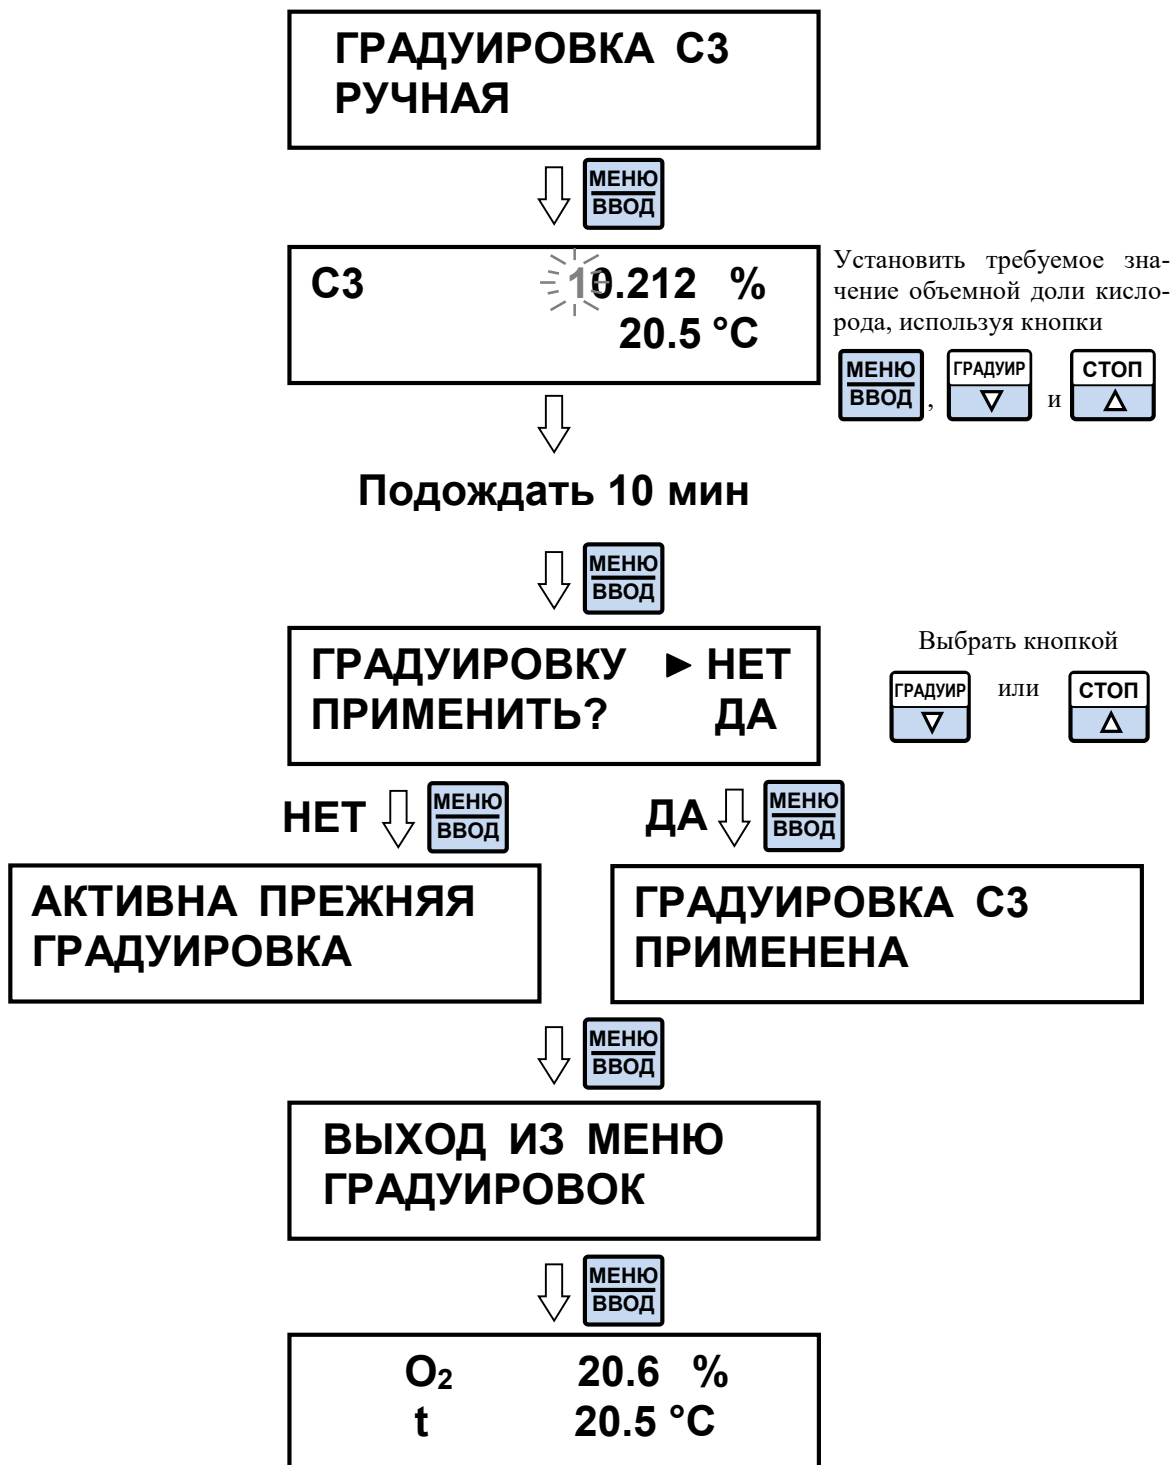 ГРАДУИРОВКА С3
РУЧНАЯ
МЕНЮ
ВВОД
С3 10.212 %
20.5 °С
Установить требуемое зна-
чение объемной доли кисло-
рода, используя кнопки
МЕНЮ
ВВОД
,
ГРАДУИР
и
СТОП
Подождать 10 мин
МЕНЮ
ВВОД
ГРАДУИРОВКУ ► НЕТ
ПРИМЕНИТЬ? ДА
Выбрать кнопкой
ГРАДУИР
или
СТОП
НЕТ
МЕНЮ
ВВОД
ДА
МЕНЮ
ВВОД
АКТИВНА ПРЕЖНЯЯ
ГРАДУИРОВКА
ГРАДУИРОВКА С3
ПРИМЕНЕНА
МЕНЮ
ВВОД
ВЫХОД ИЗ МЕНЮ
ГРАДУИРОВОК
МЕНЮ
ВВОД
O₂ 20.6 %
t 20.5 °С